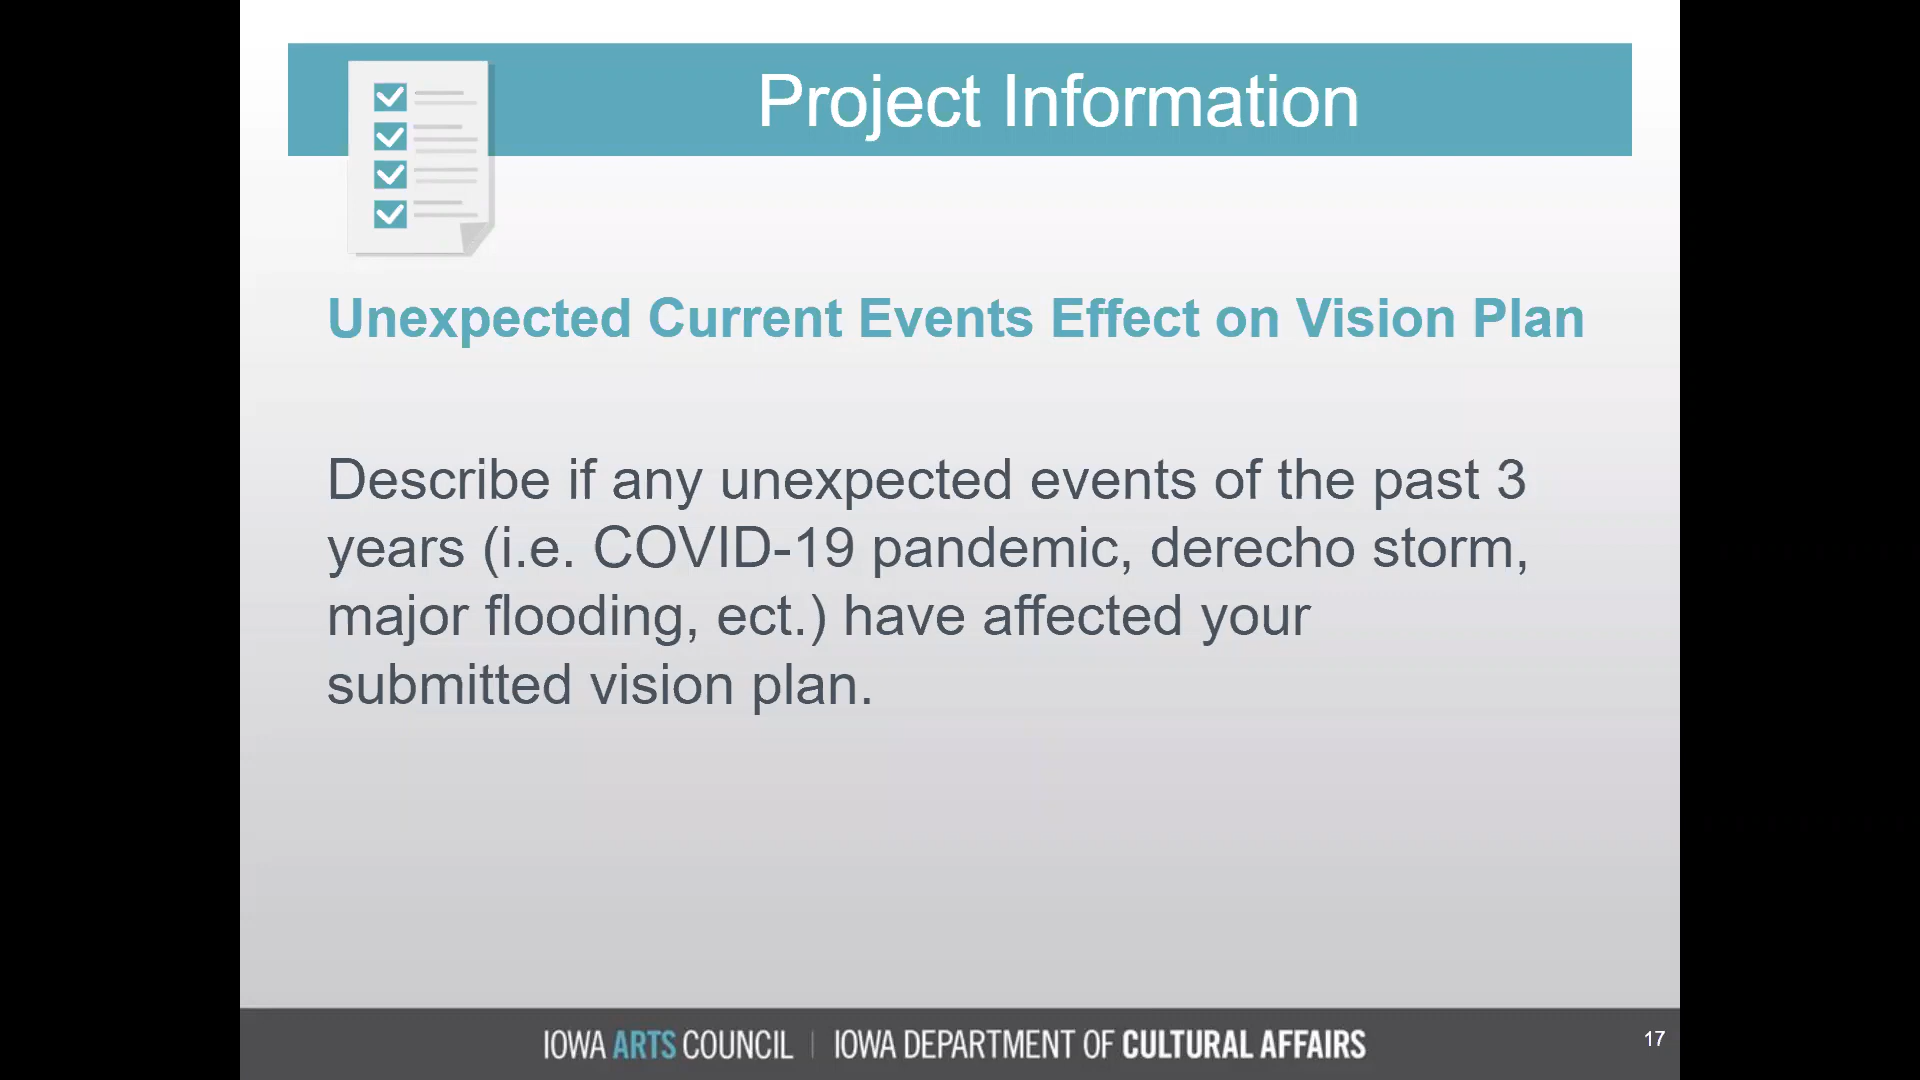 Project Information
Unexpected Current Events Effect on Vision Plan
Describe if any unexpected events of the past 3
years (i.e. COVID-19 pandemic, derecho storm,
major flooding, ect.) have affected your
submitted vision plan.
IOWA ARTS COUNCIL | IOWA DEPARTMENT OF CULTURAL AFFAIRS
17